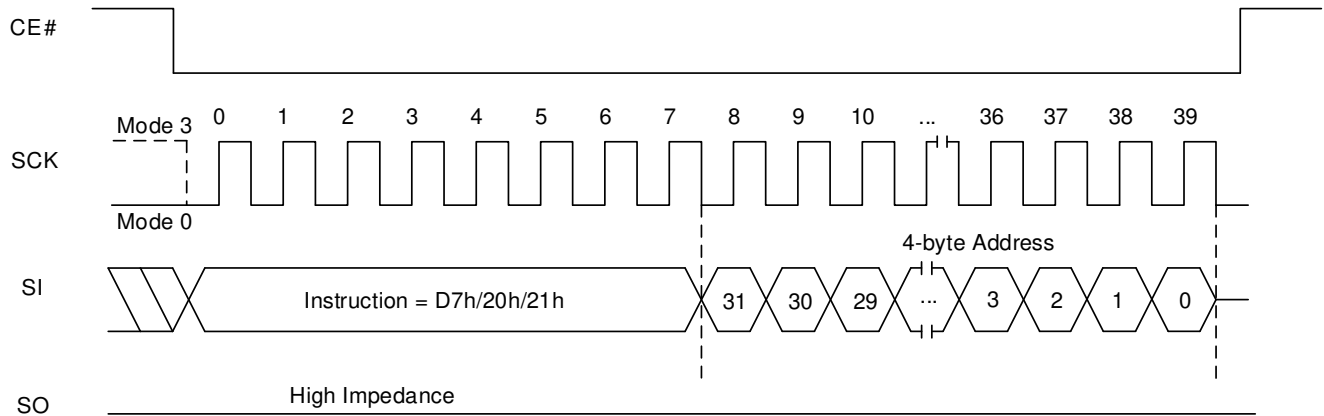 CE#
0 1 2 3 4 5 6 7 8 9 10 ... 36 37 38 39
Mode 3
SCK
Mode 0
4-byte Address
SI
Instruction = D7h/20h/21h 31 30 29 ... 3 2 1 0
High Impedance
SO